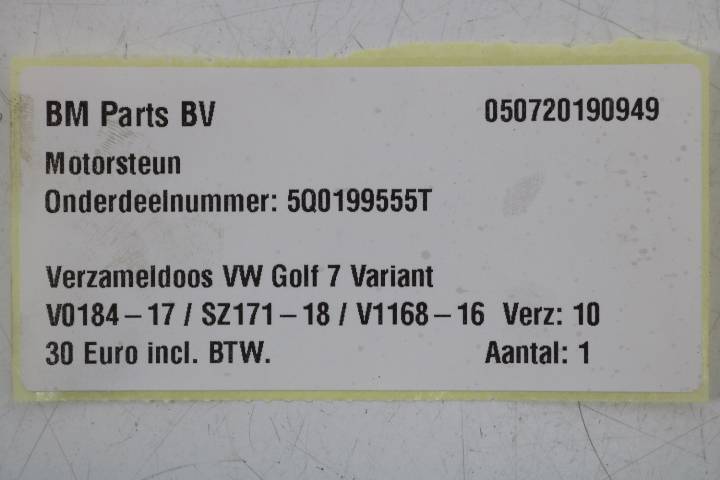 BM Parts BV 050720190949
Motorsteun
Onderdeelnummer: 5Q0199555T
Verzameldoos VW Golf 7 Variant
V0184-17 / SZ171-18 / V1168-16 Verz: 10
30 Euro incl. BTW. Aantal: 1